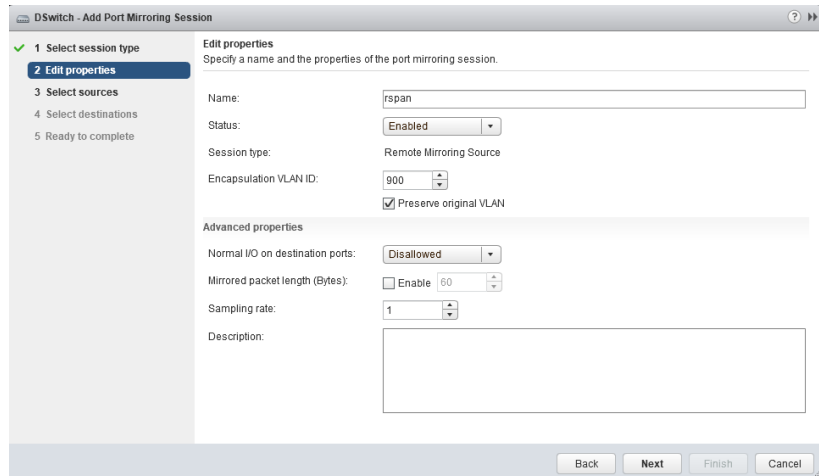 DSwitch - Add Port Mirroring Session
?
1 Select session type
2 Edit properties
3 Select sources
4 Select destinations
5 Ready to complete
Edit properties
Specify a name and the properties of the port mirroring session.
Name: rspan
Status: Enabled
Session type: Remote Mirroring Source
Encapsulation VLAN ID: 900
Preserve original VLAN
Advanced properties
Normal I/O on destination ports: Disallowed
Mirrored packet length (Bytes): Enable 60
Sampling rate: 1
Description:
Back Next Finish Cancel